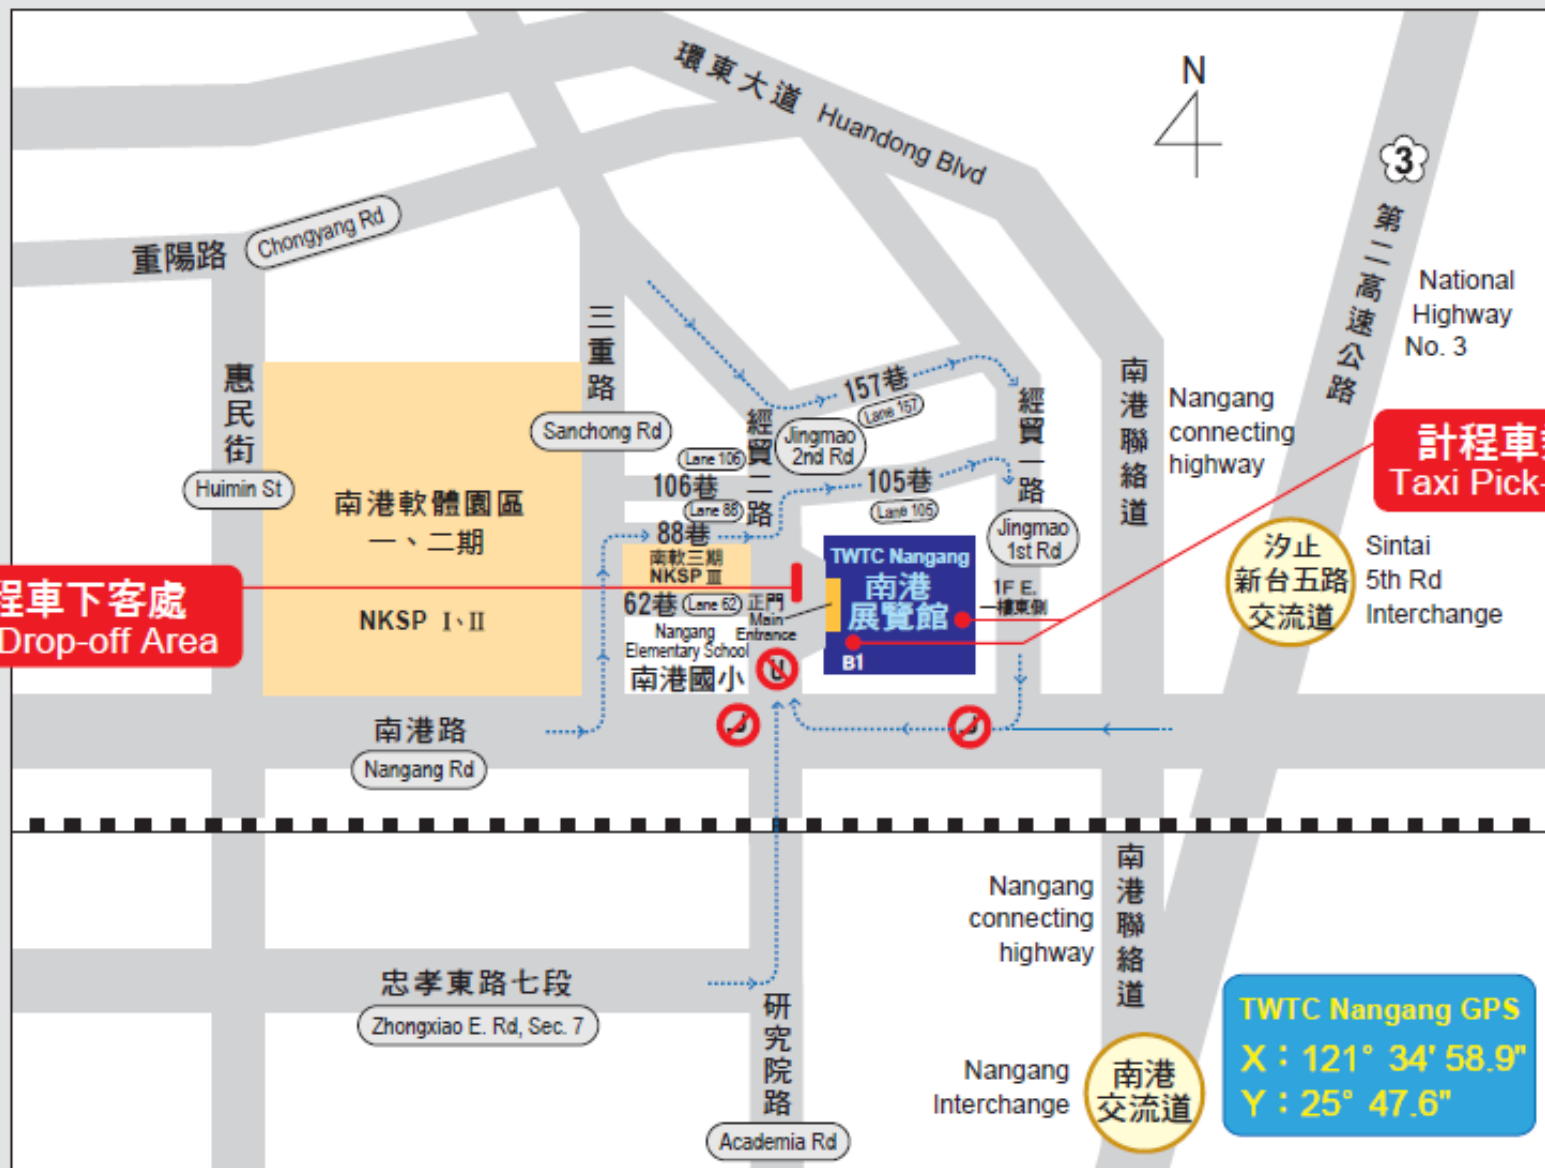 環東大道 Huandong Blvd
N
3
第二高速公路
National
Highway
No. 3
重陽路
Chongyang Rd
三重路
Sanchong Rd
惠民街
Huimin St
南港軟體園區
一、二期
NKSP Ⅰ、Ⅱ
157巷
Lane 157
經貿二路
Jingmao
2nd Rd
Lane 106
106巷
Lane 88
88巷
105巷
Lane 105
經貿一路
Jingmao
1st Rd
南港聯絡道
Nangang
connecting
highway
計程車
Taxi Pick-
汐止
新台五路
交流道
Sintai
5th Rd
Interchange
程車下客處
Drop-off Area
南軟三期
NKSP Ⅲ
62巷
Lane 62
正門
Main
Entrance
Nangang
Elementary School
南港國小
TWTC Nangang
南港
展覽館
B1
1F E.
一樓東側
U
南港路
Nangang Rd
忠孝東路七段
Zhongxiao E. Rd, Sec. 7
研究院路
Academia Rd
Nangang
connecting
highway
南港聯絡道
Nangang
Interchange
南港
交流道
TWTC Nangang GPS
X：121° 34' 58.9"
Y：25° 47.6"